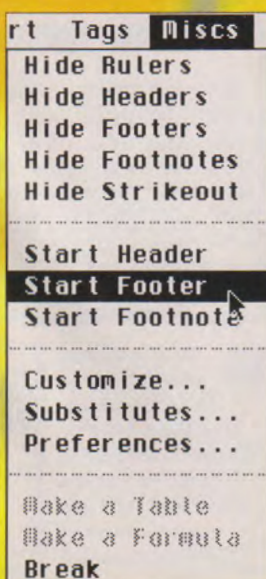 rt Tags Miscs
Hide Rulers
Hide Headers
Hide Footers
Hide Footnotes
Hide Strikeout
Start Header
Start Footer
Start Footnote
Customize...
Substitutes...
Preferences...
Make a Table
Make a Formula
Break